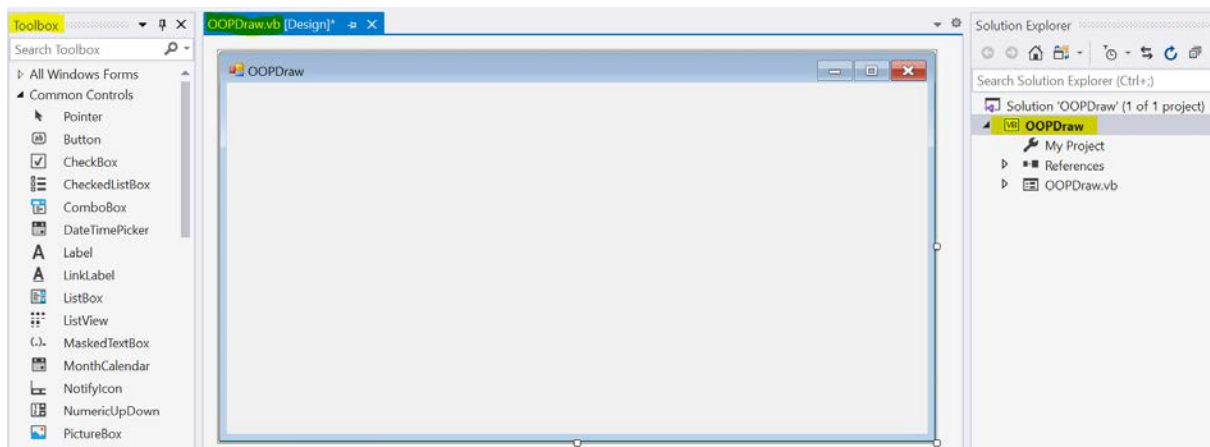 Toolbox
Search Toolbox
All Windows Forms
Common Controls
Pointer
Button
CheckBox
CheckedListBox
ComboBox
DateTimePicker
Label
LinkLabel
ListBox
ListView
MaskedTextBox
MonthCalendar
NotifyIcon
NumericUpDown
PictureBox
OOPDraw.vb [Design]*
OOPDraw
Solution Explorer
Search Solution Explorer (Ctrl+;)
Solution 'OOPDraw' (1 of 1 project)
VB OOPDraw
My Project
References
OOPDraw.vb